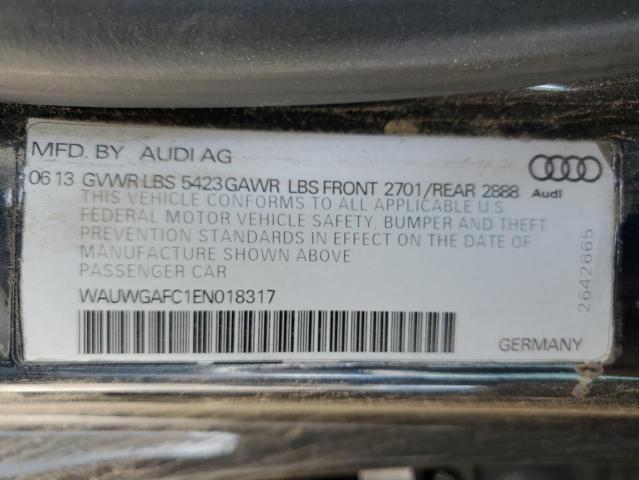 MFD. BY AUDI AG
06 13 GVWR LBS 5423 GAWR LBS FRONT 2701/REAR 2888
Audi
THIS VEHICLE CONFORMS TO ALL APPLICABLE U.S
FEDERAL MOTOR VEHICLE SAFETY, BUMPER AND THEFT
PREVENTION STANDARDS IN EFFECT ON THE DATE OF
MANUFACTURE SHOWN ABOVE
PASSENGER CAR
WAUWGAFC1EN018317
GERMANY
2642665